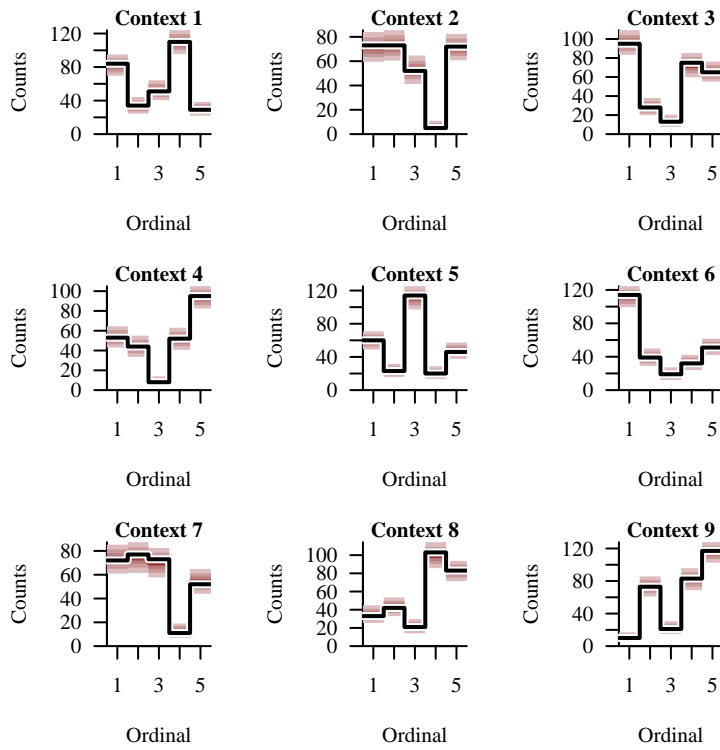 Context 1
Counts
120
80
40
0
1 3 5
Ordinal
Context 2
Counts
80
60
40
20
0
1 3 5
Ordinal
Context 3
Counts
100
80
60
40
20
0
1 3 5
Ordinal
Context 4
Counts
100
80
60
40
20
0
1 3 5
Ordinal
Context 5
Counts
120
80
40
0
1 3 5
Ordinal
Context 6
Counts
120
80
40
0
1 3 5
Ordinal
Context 7
Counts
80
60
40
20
0
1 3 5
Ordinal
Context 8
Counts
100
80
60
40
20
0
1 3 5
Ordinal
Context 9
Counts
120
80
40
0
1 3 5
Ordinal